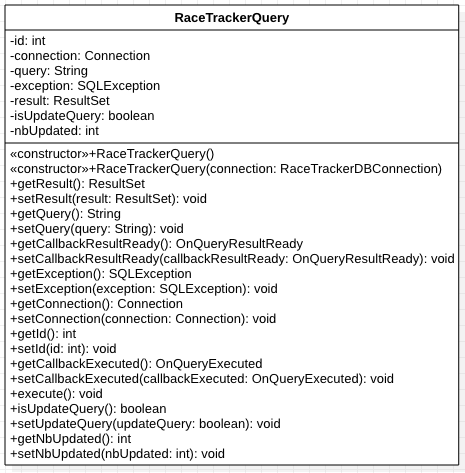 RaceTrackerQuery
-id: int
-connection: Connection
-query: String
-exception: SQLException
-result: ResultSet
-isUpdateQuery: boolean
-nbUpdated: int
«constructor»+RaceTrackerQuery()
«constructor»+RaceTrackerQuery(connection: RaceTrackerDBConnection)
+getResult(): ResultSet
+setResult(result: ResultSet): void
+getQuery(): String
+setQuery(query: String): void
+getCallbackResultReady(): OnQueryResultReady
+setCallbackResultReady(callbackResultReady: OnQueryResultReady): void
+getException(): SQLException
+setException(exception: SQLException): void
+getConnection(): Connection
+setConnection(connection: Connection): void
+getId(): int
+setId(id: int): void
+getCallbackExecuted(): OnQueryExecuted
+setCallbackExecuted(callbackExecuted: OnQueryExecuted): void
+execute(): void
+isUpdateQuery(): boolean
+setUpdateQuery(updateQuery: boolean): void
+getNbUpdated(): int
+setNbUpdated(nbUpdated: int): void